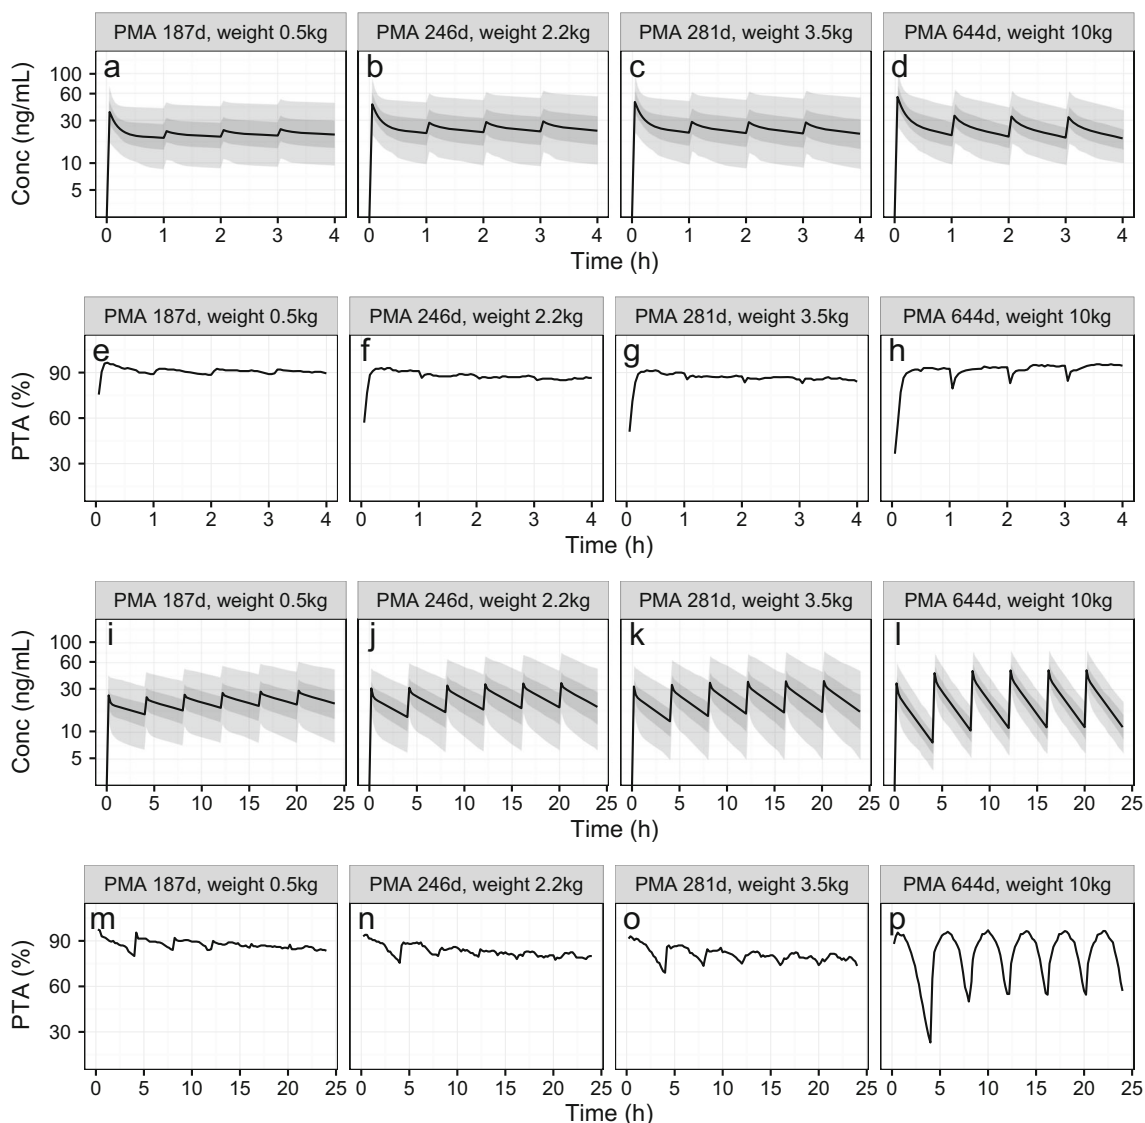 PMA 187d, weight 0.5kg PMA 246d, weight 2.2kg PMA 281d, weight 3.5kg PMA 644d, weight 10kg
a b c d
Conc (ng/mL)
100
60
30
10
5
0 1 2 3 4 0 1 2 3 4 0 1 2 3 4 0 1 2 3 4
Time (h)
PMA 187d, weight 0.5kg PMA 246d, weight 2.2kg PMA 281d, weight 3.5kg PMA 644d, weight 10kg
e f g h
PTA (%)
90
60
30
0 1 2 3 4 0 1 2 3 4 0 1 2 3 4 0 1 2 3 4
Time (h)
PMA 187d, weight 0.5kg PMA 246d, weight 2.2kg PMA 281d, weight 3.5kg PMA 644d, weight 10kg
i j k l
Conc (ng/mL)
100
60
30
10
5
0 5 10 15 20 25 0 5 10 15 20 25 0 5 10 15 20 25 0 5 10 15 20 25
Time (h)
PMA 187d, weight 0.5kg PMA 246d, weight 2.2kg PMA 281d, weight 3.5kg PMA 644d, weight 10kg
m n o p
PTA (%)
90
60
30
0 5 10 15 20 25 0 5 10 15 20 25 0 5 10 15 20 25 0 5 10 15 20 25
Time (h)